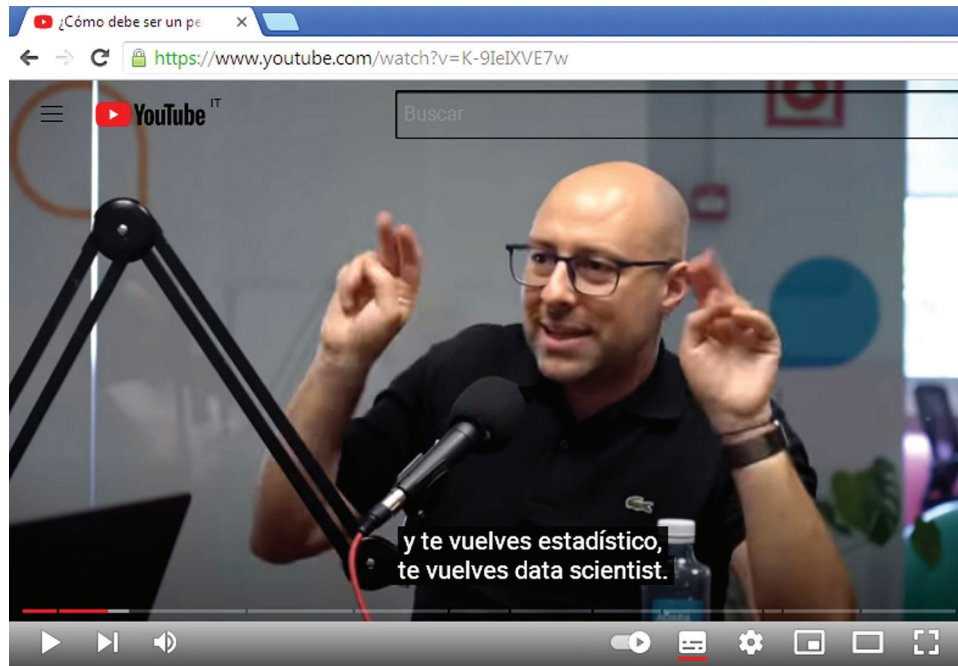 ¿Cómo debe ser un pe
https://www.youtube.com/watch?v=K-9IeIXVE7w
YouTube IT
Buscar
y te vuelves estadístico,
te vuelves data scientist.